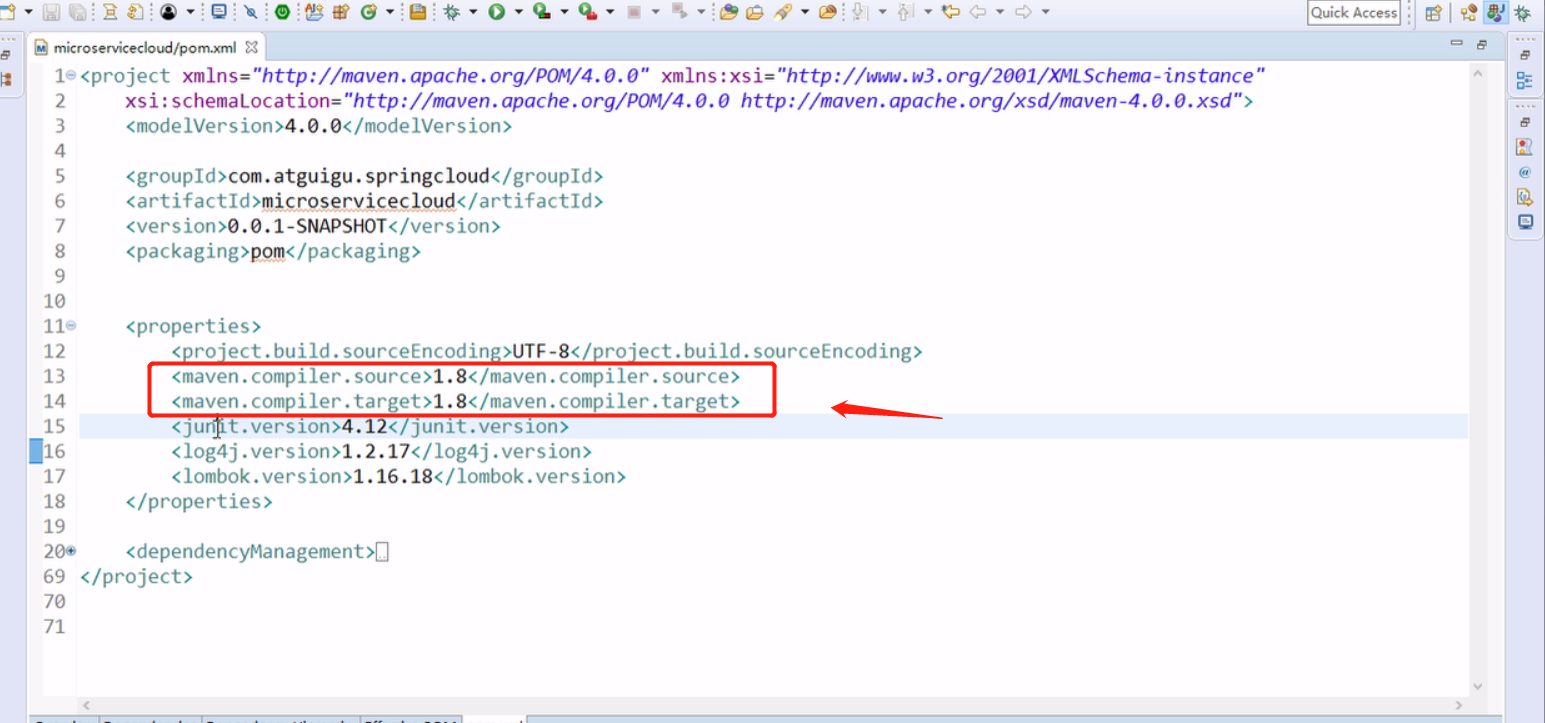 Quick Access
microservicecloud/pom.xml
1 <project xmlns="http://maven.apache.org/POM/4.0.0" xmlns:xsi="http://www.w3.org/2001/XMLSchema-instance"
2 xsi:schemaLocation="http://maven.apache.org/POM/4.0.0 http://maven.apache.org/xsd/maven-4.0.0.xsd">
3 <modelVersion>4.0.0</modelVersion>
4
5 <groupId>com.atguigu.springcloud</groupId>
6 <artifactId>microservicecloud</artifactId>
7 <version>0.0.1-SNAPSHOT</version>
8 <packaging>pom</packaging>
9
10
11 <properties>
12 <project.build.sourceEncoding>UTF-8</project.build.sourceEncoding>
13 <maven.compiler.source>1.8</maven.compiler.source>
14 <maven.compiler.target>1.8</maven.compiler.target>
15 <junit.version>4.12</junit.version>
16 <log4j.version>1.2.17</log4j.version>
17 <lombok.version>1.16.18</lombok.version>
18 </properties>
19
20 <dependencyManagement>
69 </project>
70
71